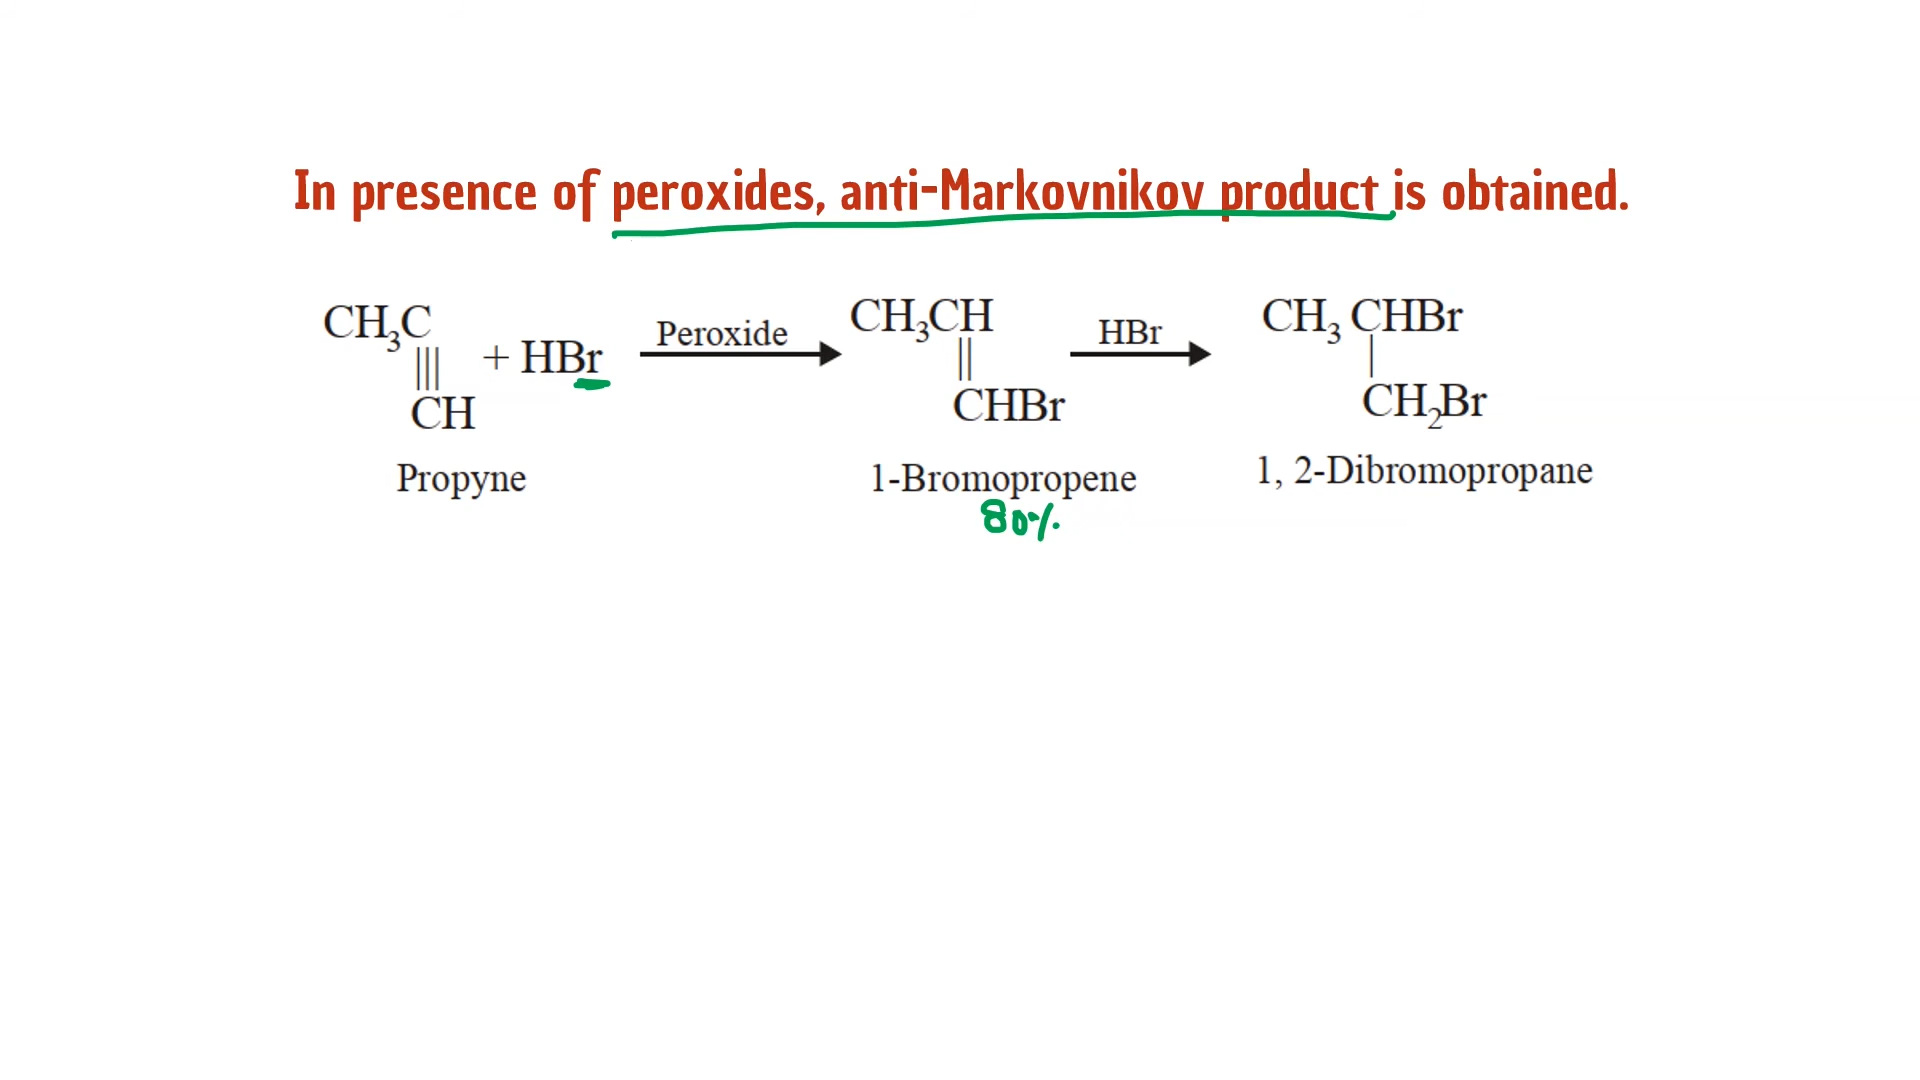 In presence of peroxides, anti-Markovnikov product is obtained.
CH₃C
|||
CH
+ HBr
Peroxide
CH₃CH
||
CHBr
HBr
CH₃ CHBr
|
CH₂Br
Propyne
1-Bromopropene
1, 2-Dibromopropane
80%